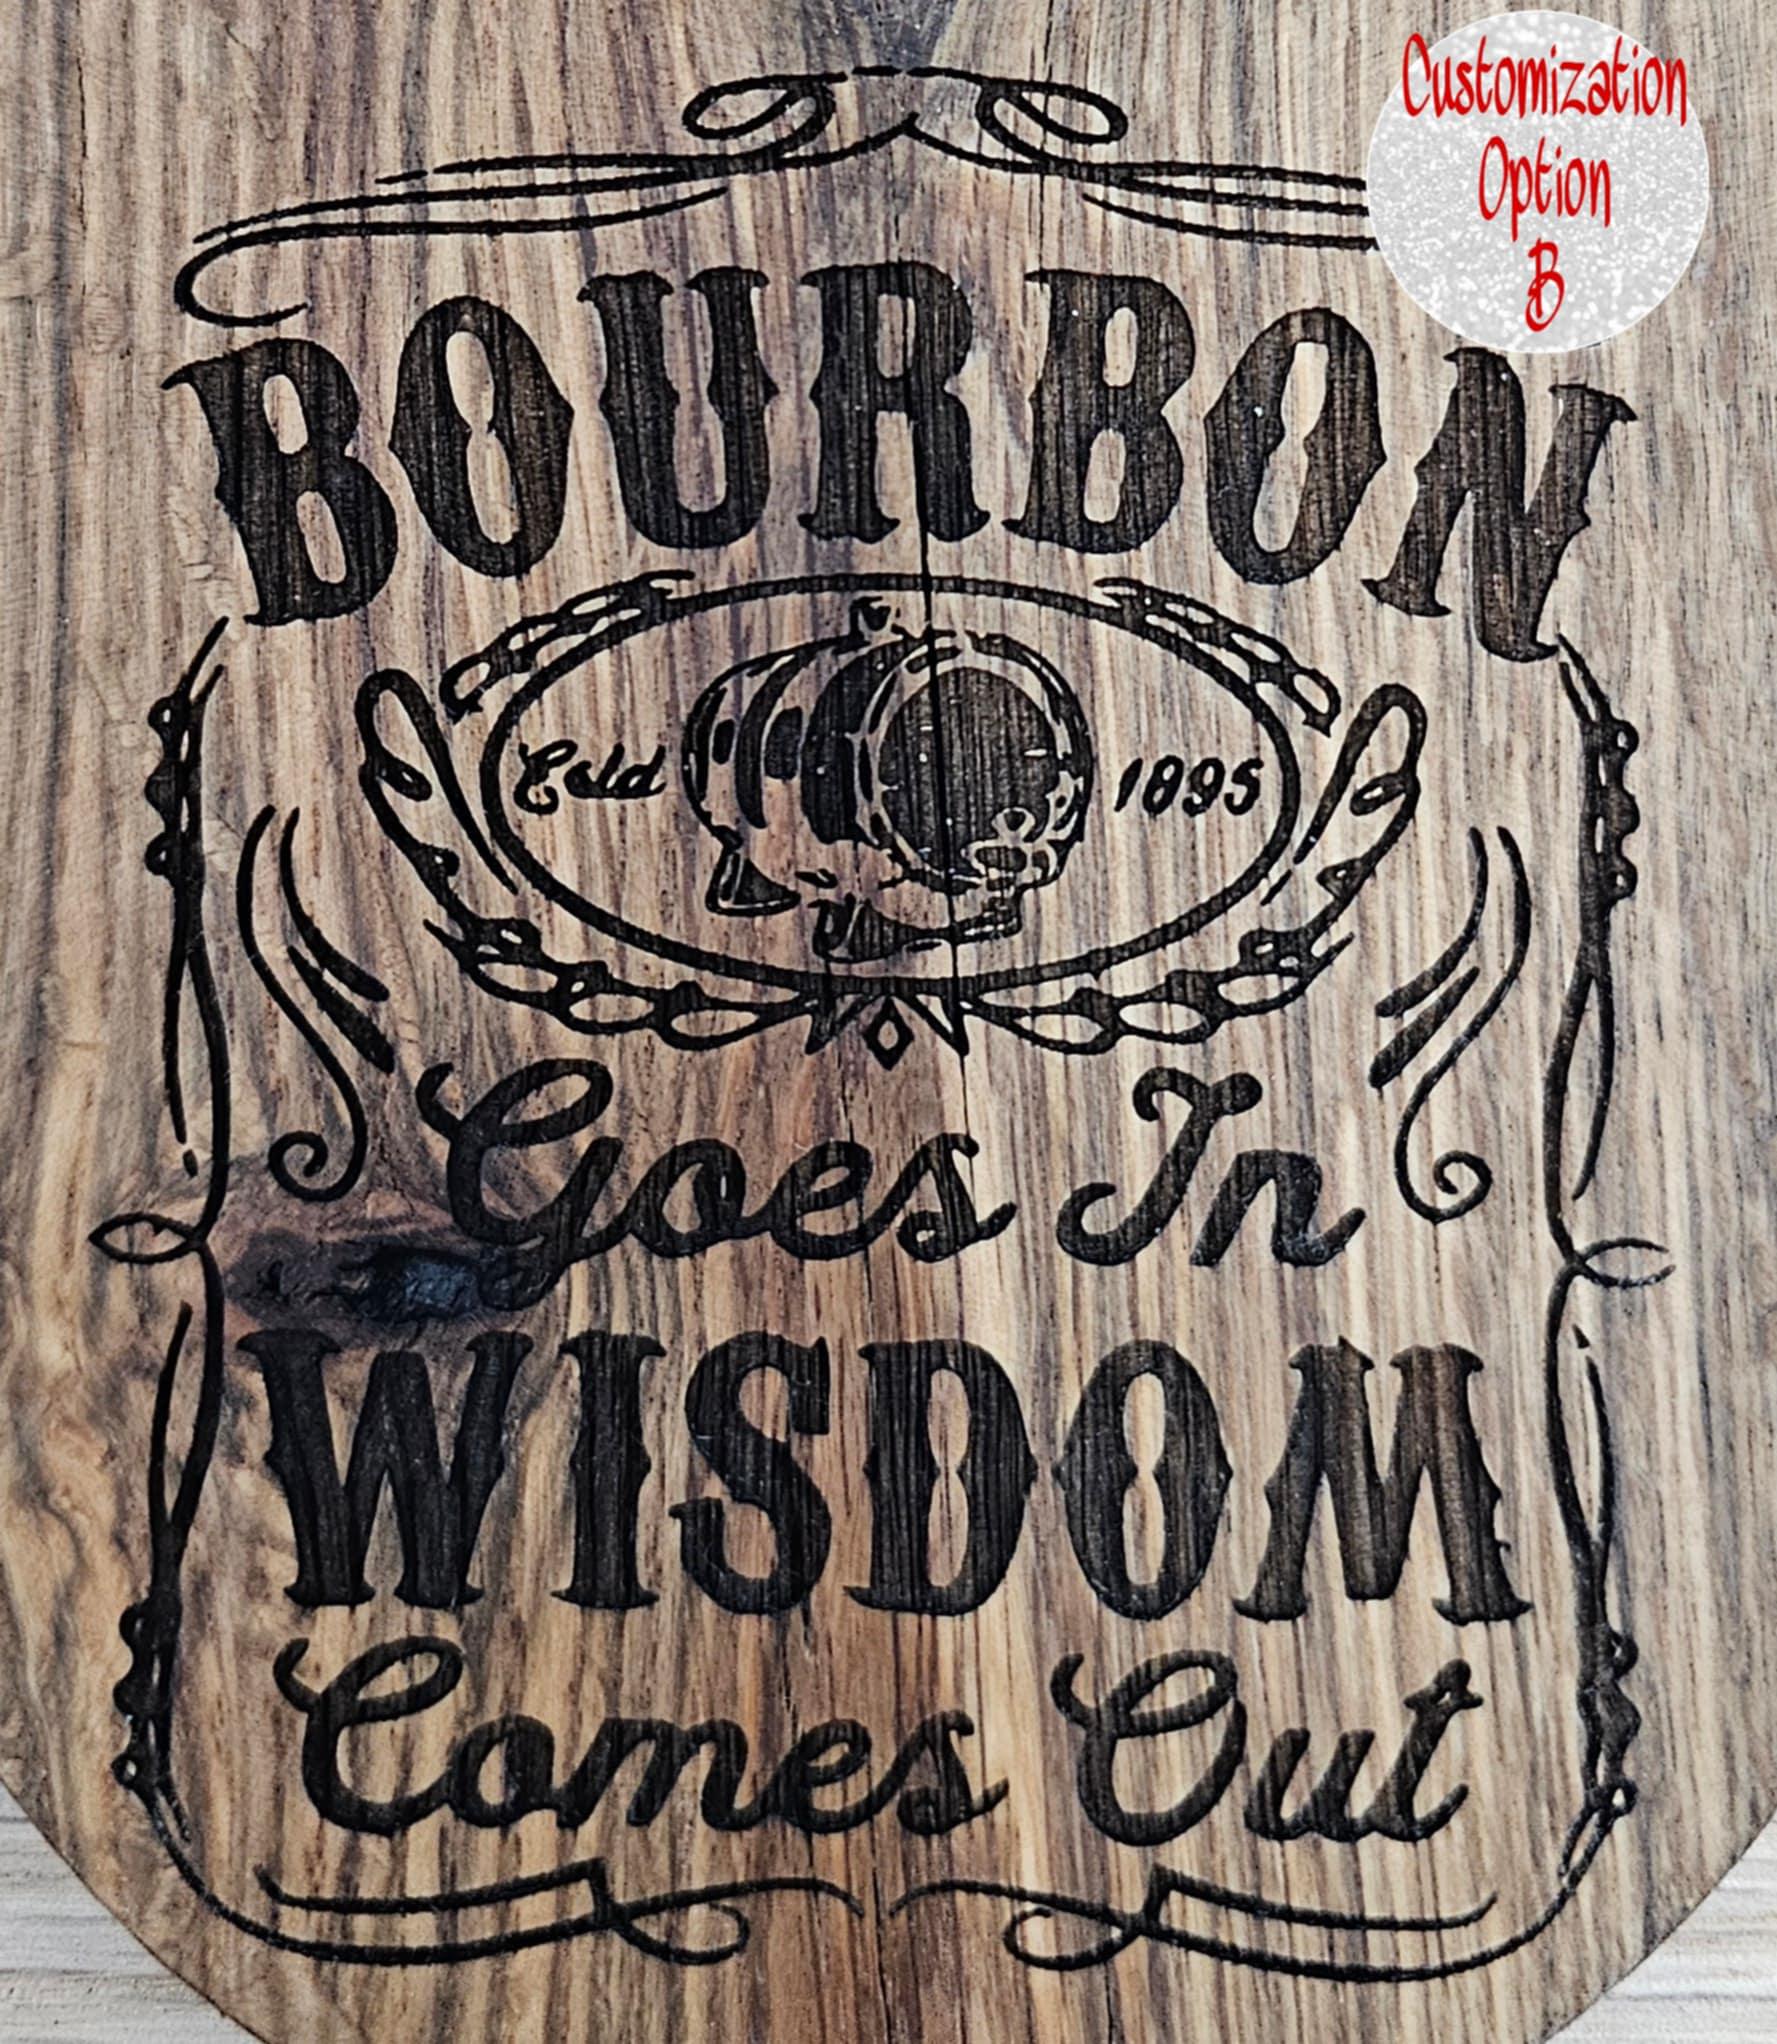 Customization
Option
B
BOURBON
Estd 1895
Goes In
WISDOM
Comes Out